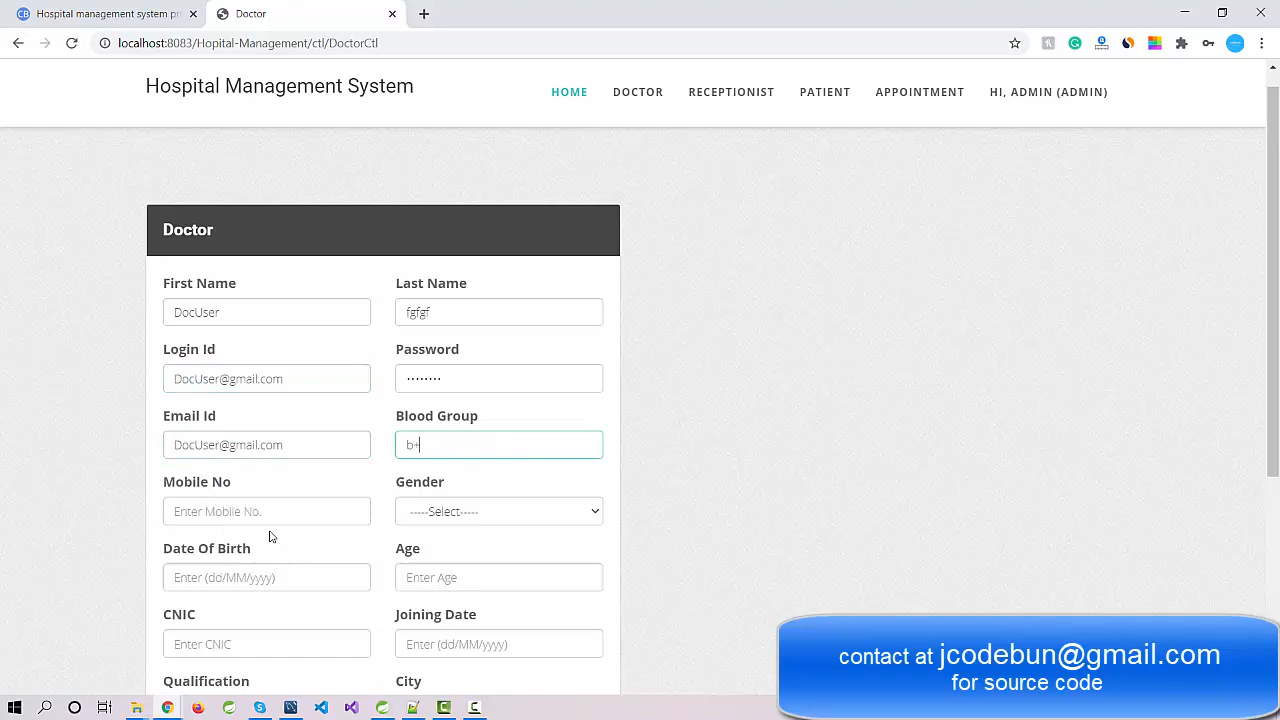 Hospital management system pr
Doctor
localhost:8083/Hopital-Management/ctl/DoctorCtl
Hospital Management System
HOME
DOCTOR
RECEPTIONIST
PATIENT
APPOINTMENT
HI, ADMIN (ADMIN)
Doctor
First Name
Last Name
DocUser
fgfgf
Login Id
Password
DocUser@gmail.com
••••••••
Email Id
Blood Group
DocUser@gmail.com
b+
Mobile No
Gender
Enter Moblie No.
-----Select-----
Date Of Birth
Age
Enter (dd/MM/yyyy)
Enter Age
CNIC
Joining Date
Enter CNIC
Enter (dd/MM/yyyy)
Qualification
City
contact at jcodebun@gmail.com
for source code